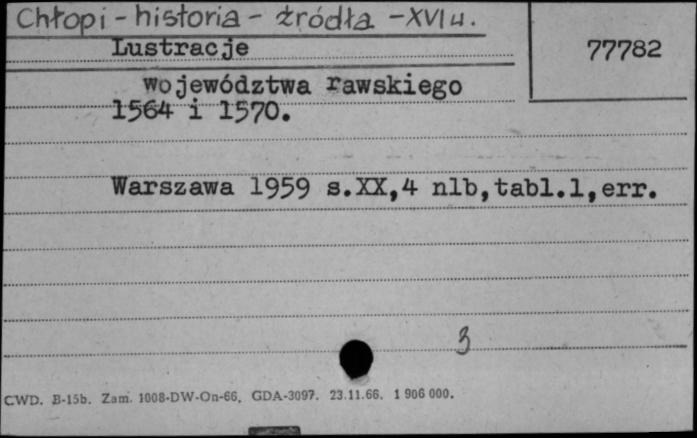 Chłopi - historia - źródła - XVI w.
Lustracje
77782
województwa rawskiego
1564 i 1570.
Warszawa 1959 s.XX,4 nlb,tabl.1,err.
3
CWD. B-15b. Zam. 1008-DW-On-66. GDA-3097. 23.11.66. 1 906 000.